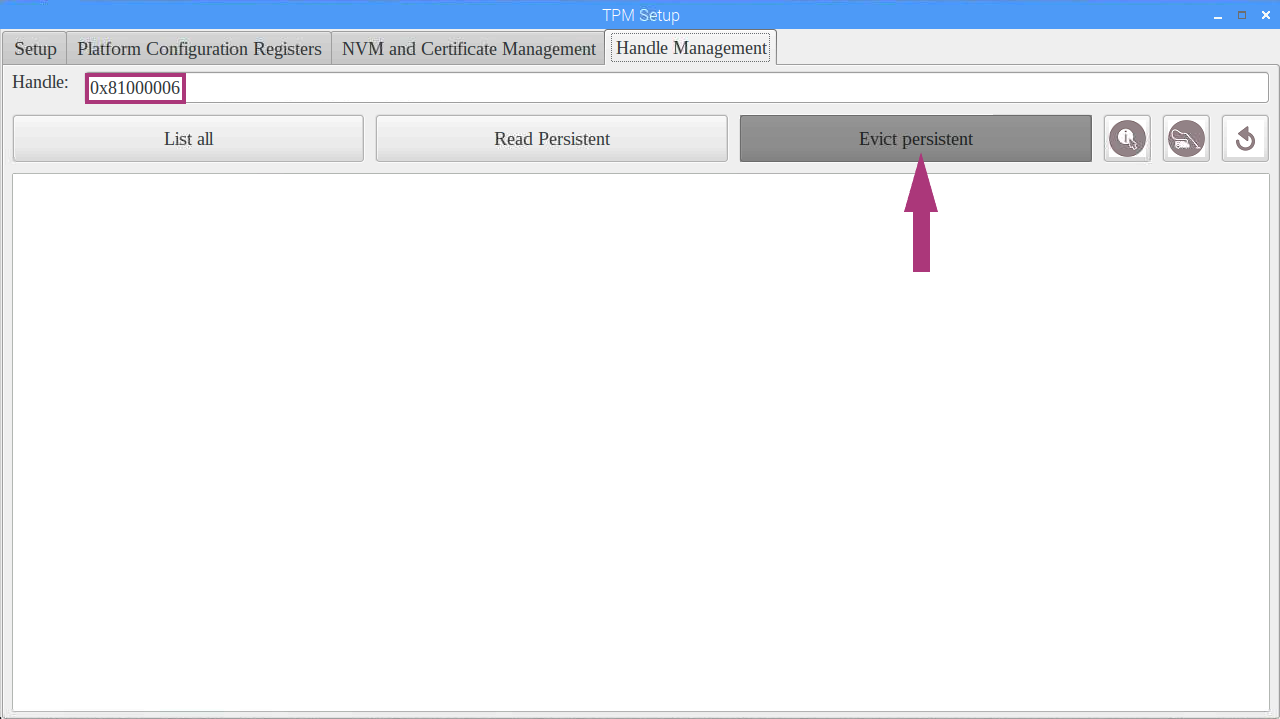 TPM Setup
Setup Platform Configuration Registers NVM and Certificate Management Handle Management
Handle: 0x81000006
List all Read Persistent Evict persistent